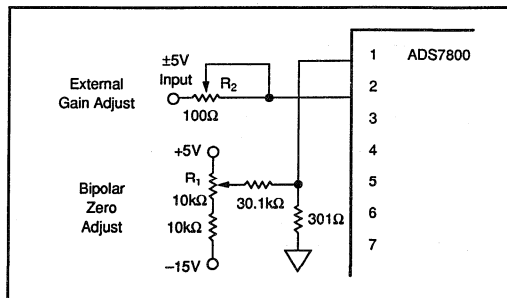 External
Gain Adjust
±5V
Input
R2
100Ω
Bipolar
Zero
Adjust
+5V
R1
10kΩ
10kΩ
–15V
30.1kΩ
301Ω
1
2
3
4
5
6
7
ADS7800